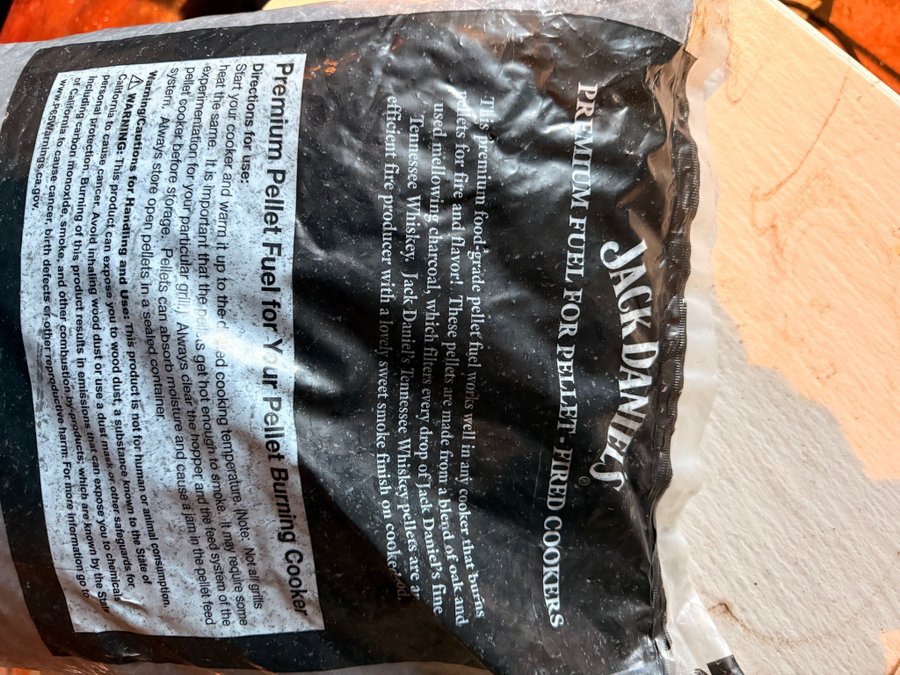 JACK DANIEL'S®
PREMIUM FUEL FOR PELLET-FIRED COOKERS
This premium food-grade pellet fuel works well in any cooker that burns
pellets for fire and flavor! These pellets are made from a blend of oak and
used mellowing charcoal, which filters every drop of Jack Daniel's fine
Tennessee Whiskey. Jack Daniel's Tennessee Whiskey pellets are an
efficient fire producer with a lovely sweet smoke finish on cooked
Premium Pellet Fuel for Your Pellet Burning Cooker
Directions for use:
Start your cooker and warm it up to the desired cooking temperature. (Note: Not all grills
heat the same. It is important that the pellets get hot enough to smoke. It may require some
experimentation for your particular grill). Always clear the hopper and the feed system of the
pellet cooker before storage. Pellets can absorb moisture and cause a jam in the pellet feed
system. Always store open pellets in a sealed container.
Warning/Cautions for Handling and Use: This product is not for human or animal consumption.
⚠ WARNING: This product can expose you to wood dust, a substance known to the State of
California to cause cancer. Avoid inhaling wood dust or use a dust mask or other safeguards for
personal protection. Burning of this product results in emissions that can expose you to chemicals
including carbon monoxide, smoke, and other combustion by-products, which are known by the State
of California to cause cancer, birth defects or other reproductive harm. For more information go to
www.P65Warnings.ca.gov.